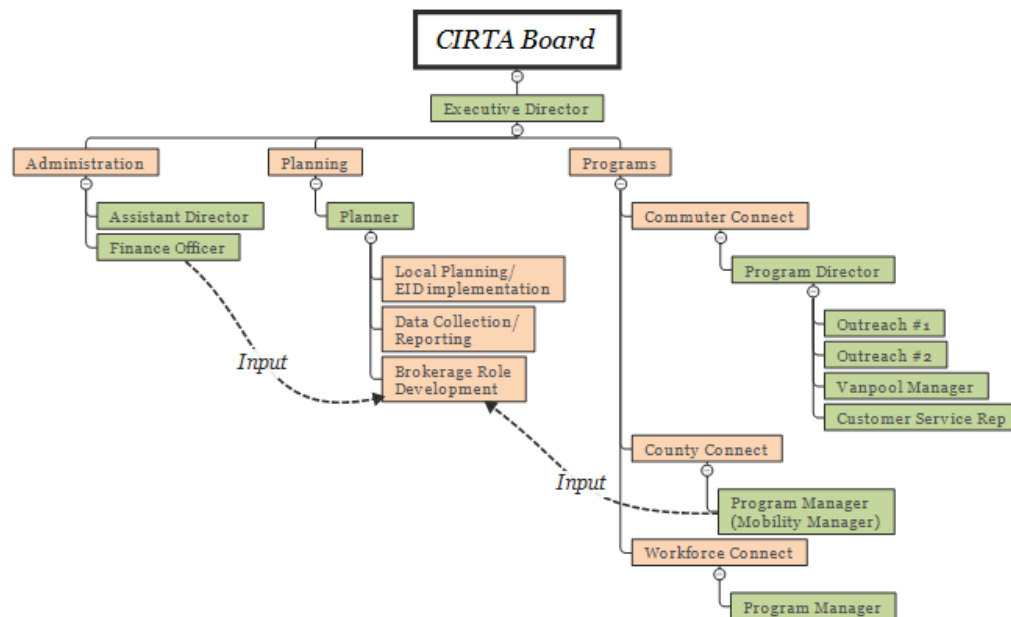 CIRTA Board
Executive Director
Administration
Planning
Programs
Assistant Director
Finance Officer
Planner
Local Planning/
EID implementation
Data Collection/
Reporting
Brokerage Role
Development
Input
Commuter Connect
Program Director
Outreach #1
Outreach #2
Vanpool Manager
Customer Service Rep
County Connect
Input
Program Manager
(Mobility Manager)
Workforce Connect
Program Manager